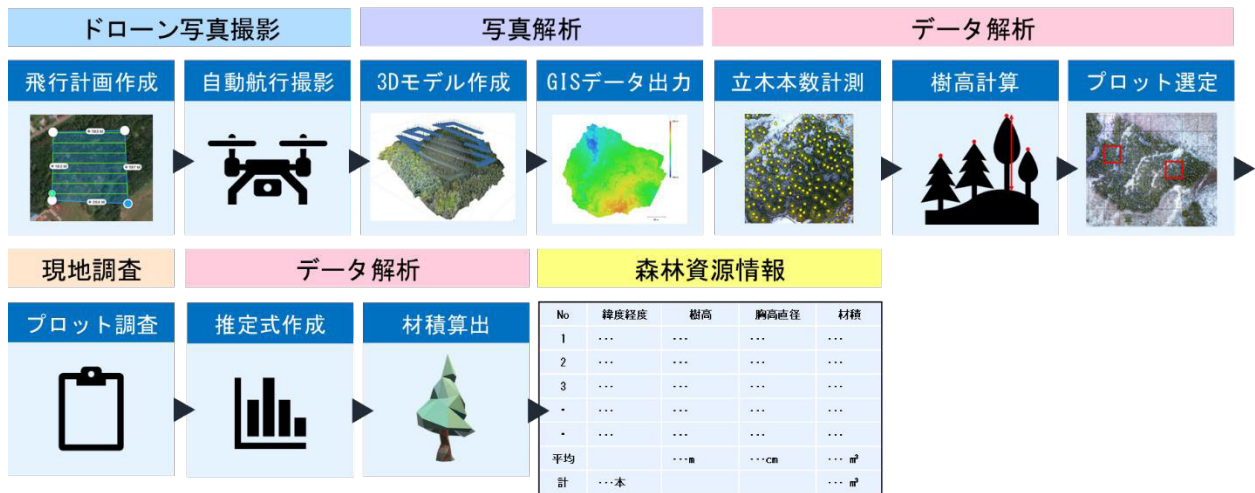 ドローン写真撮影 写真解析 データ解析
飛行計画作成 自動航行撮影 3Dモデル作成 GISデータ出力 立木本数計測 樹高計算 プロット選定
現地調査 データ解析 森林資源情報
プロット調査 推定式作成 材積算出
No 緯度経度 樹高 胸高直径 材積
1 ... ... ... ...
2 ... ... ... ...
3 ... ... ... ...
・ ... ... ... ...
・ ... ... ... ...
平均 ...m ...cm ... m³
計 ...本 ... m³